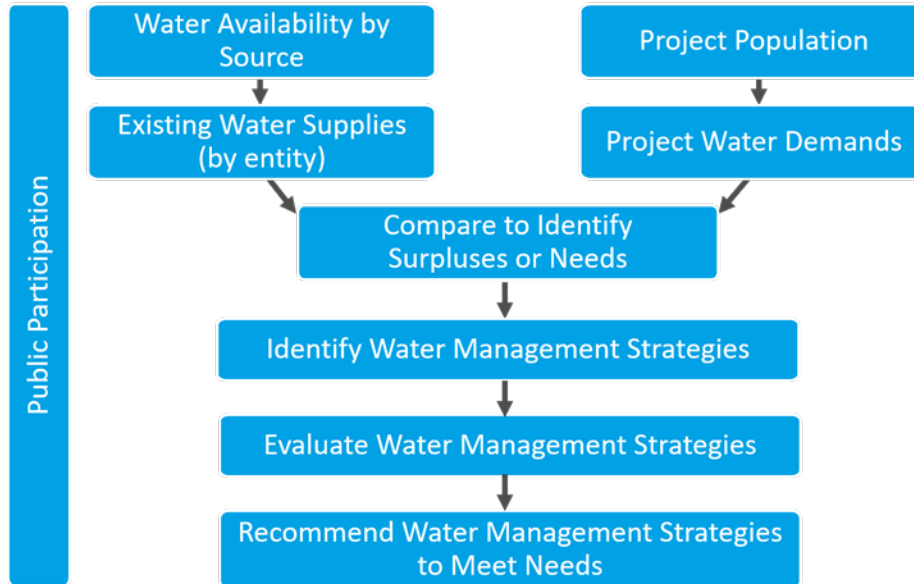 Public Participation
Water Availability by
Source
Project Population
Existing Water Supplies
(by entity)
Project Water Demands
Compare to Identify
Surpluses or Needs
Identify Water Management Strategies
Evaluate Water Management Strategies
Recommend Water Management Strategies
to Meet Needs